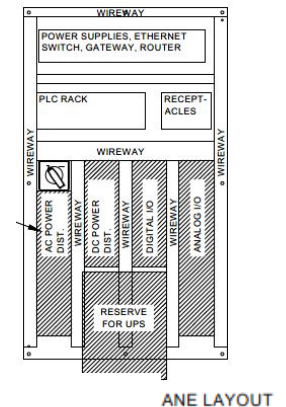 WIREWAY
POWER SUPPLIES, ETHERNET
SWITCH, GATEWAY, ROUTER
PLC RACK
RECEPT-
ACLES
WIREWAY
WIREWAY
WIREWAY
AC POWER
DIST.
WIREWAY
DC POWER
DIST.
WIREWAY
DIGITAL I/O
WIREWAY
ANALOG I/O
RESERVE
FOR UPS
ANE LAYOUT